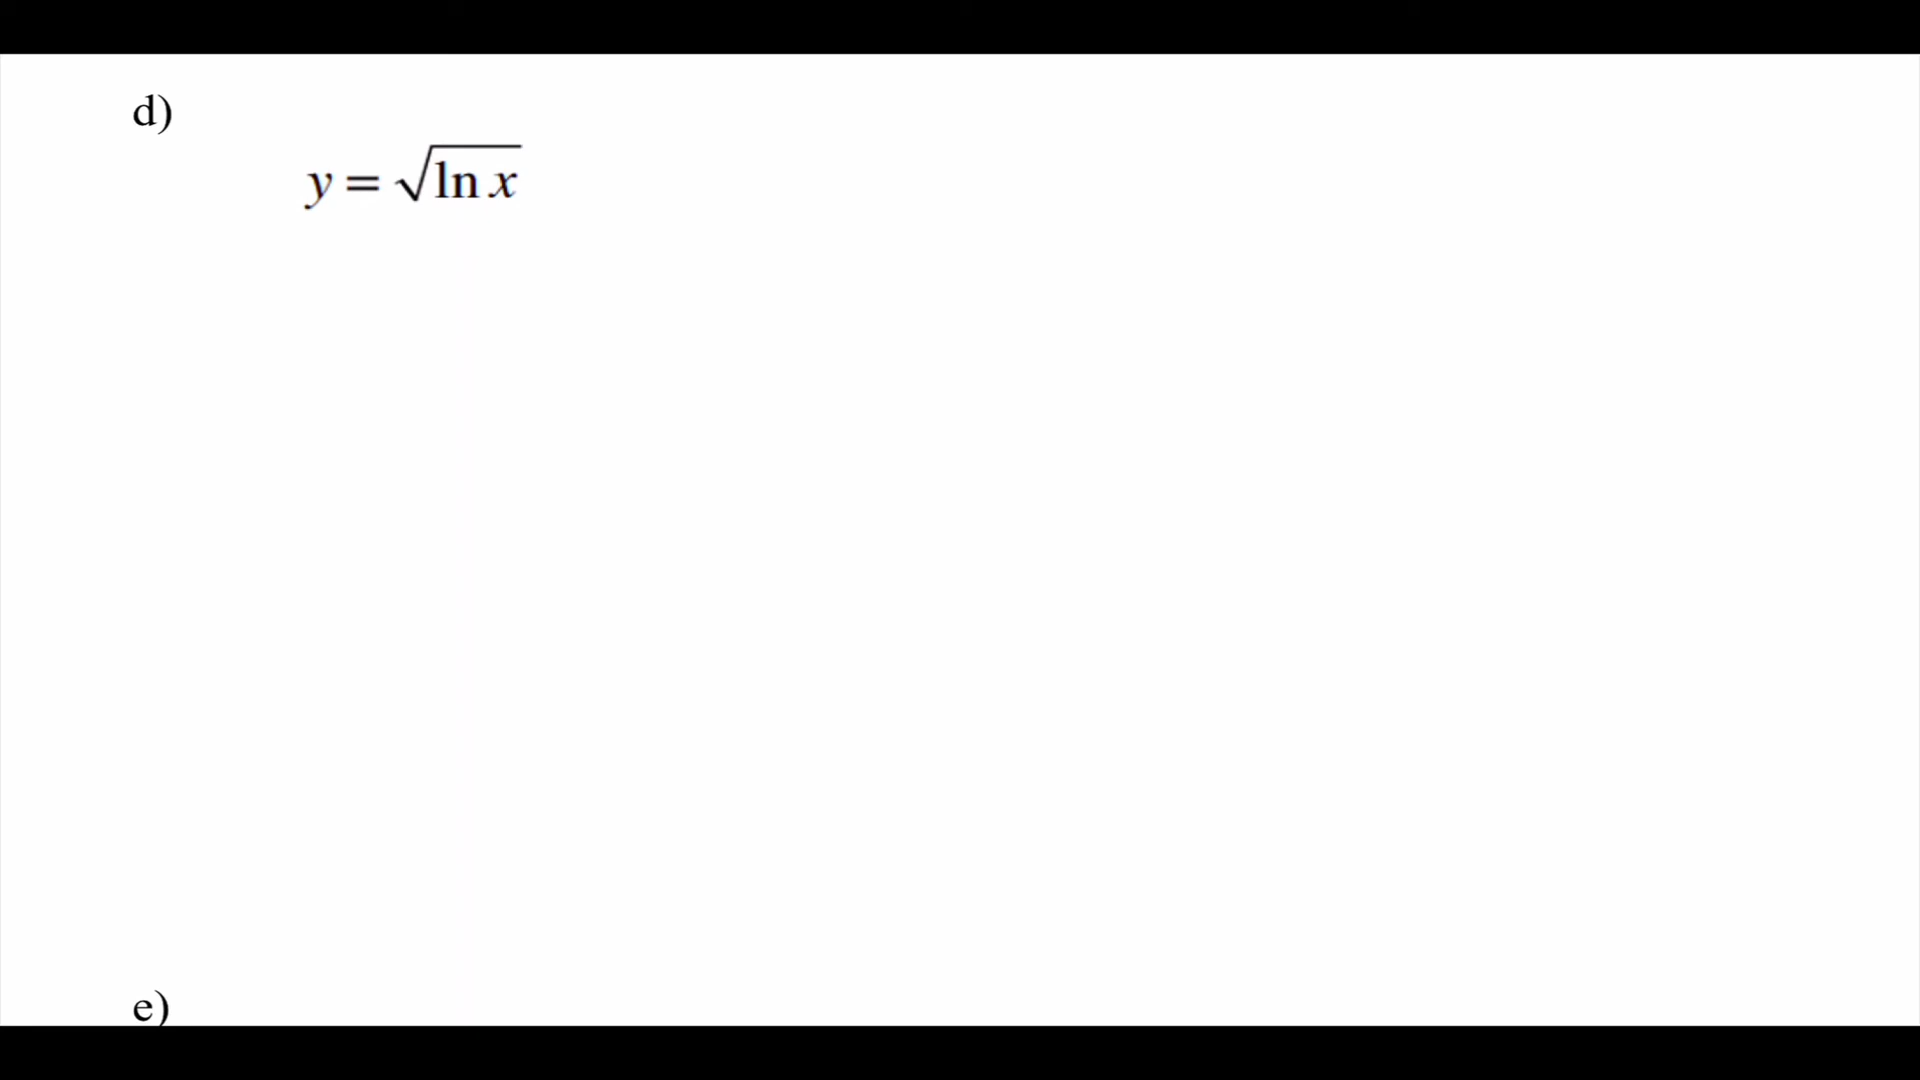 d)
y = √ln x
e)